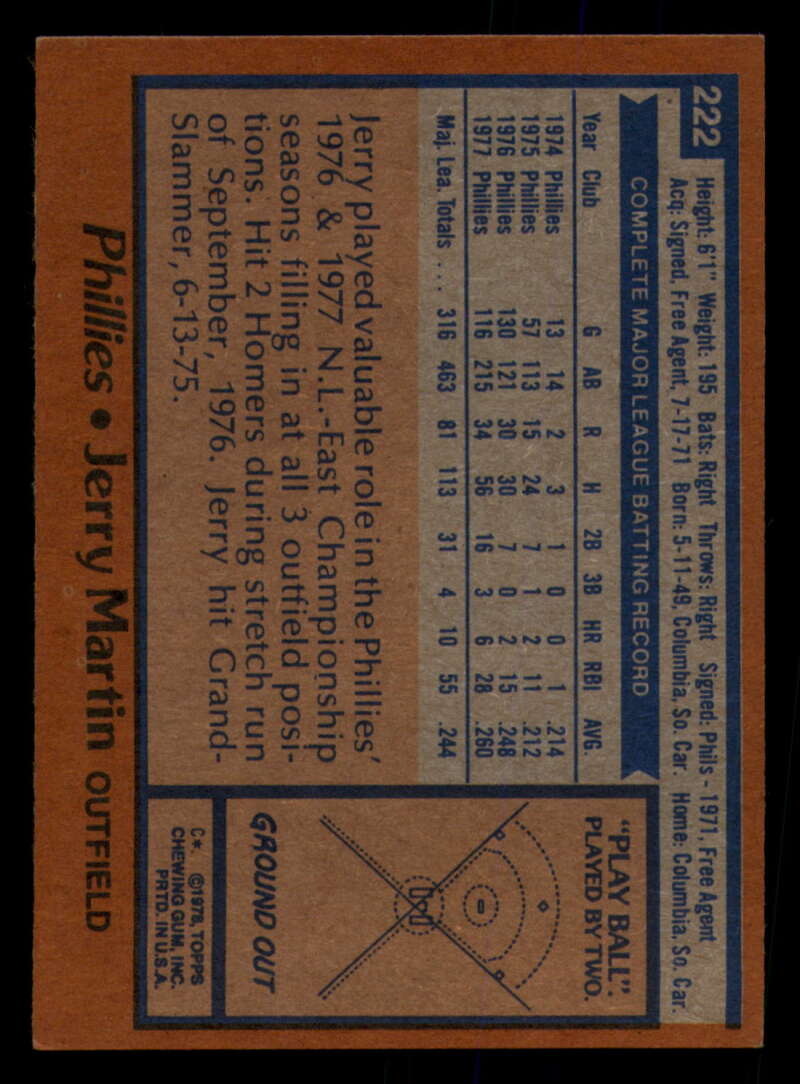 222
Height: 6'1" Weight: 195 Bats: Right Throws: Right Signed: Phils - 1971, Free Agent
Acq: Signed, Free Agent, 7-17-71 Born: 5-11-49, Columbia, So. Car. Home: Columbia, So. Car.
COMPLETE MAJOR LEAGUE BATTING RECORD
Year Club G AB R H 2B 3B HR RBI AVG.
1974 Phillies 13 14 2 3 1 0 0 1 .214
1975 Phillies 57 113 15 24 7 1 2 11 .212
1976 Phillies 130 121 30 30 7 0 2 15 .248
1977 Phillies 116 215 34 56 16 3 6 28 .260
Maj. Lea. Totals .... 316 463 81 113 31 4 10 55 .244
Jerry played valuable role in the Phillies'
1976 & 1977 N.L.-East Championship
seasons filling in at all 3 outfield posi-
tions. Hit 2 Homers during stretch run
of September, 1976. Jerry hit Grand-
Slammer, 6-13-75.
"PLAY BALL".
PLAYED BY TWO.
GROUND OUT
C*. ©1978, TOPPS
CHEWING GUM, INC.
PRTD. IN U.S.A.
Phillies • Jerry Martin OUTFIELD